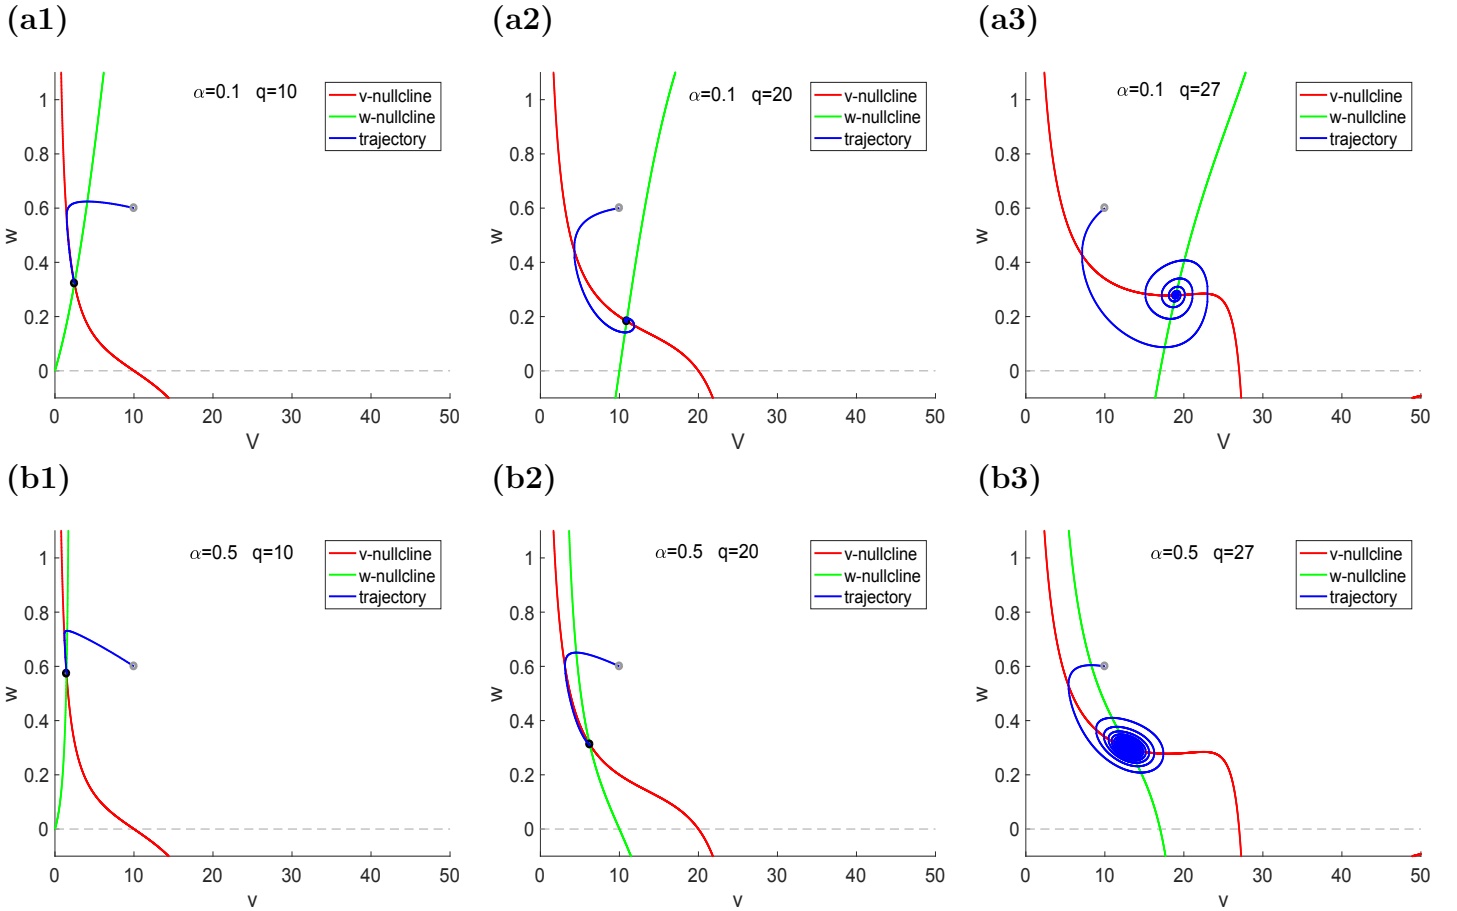 (a1)
(a2)
(a3)
α=0.1 q=10
v-nullcline
w-nullcline
trajectory
1
0.8
0.6
0.4
0.2
0
w
0
10
20
30
40
50
V
α=0.1 q=20
v-nullcline
w-nullcline
trajectory
1
0.8
0.6
0.4
0.2
0
w
0
10
20
30
40
50
V
α=0.1 q=27
v-nullcline
w-nullcline
trajectory
1
0.8
0.6
0.4
0.2
0
w
0
10
20
30
40
50
V
(b1)
(b2)
(b3)
α=0.5 q=10
v-nullcline
w-nullcline
trajectory
1
0.8
0.6
0.4
0.2
0
w
0
10
20
30
40
50
v
α=0.5 q=20
v-nullcline
w-nullcline
trajectory
1
0.8
0.6
0.4
0.2
0
w
0
10
20
30
40
50
v
α=0.5 q=27
v-nullcline
w-nullcline
trajectory
1
0.8
0.6
0.4
0.2
0
w
0
10
20
30
40
50
v